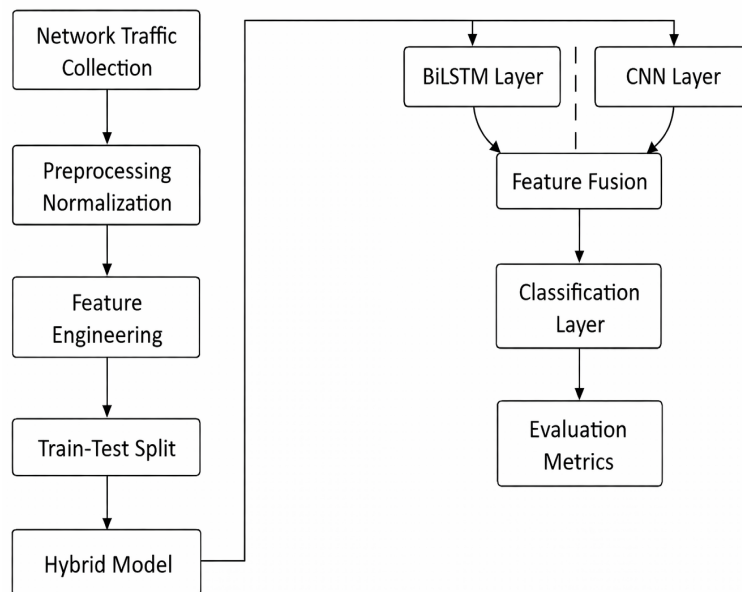 Network Traffic
Collection
Preprocessing
Normalization
Feature
Engineering
Train-Test Split
Hybrid Model
BiLSTM Layer
CNN Layer
Feature Fusion
Classification
Layer
Evaluation
Metrics